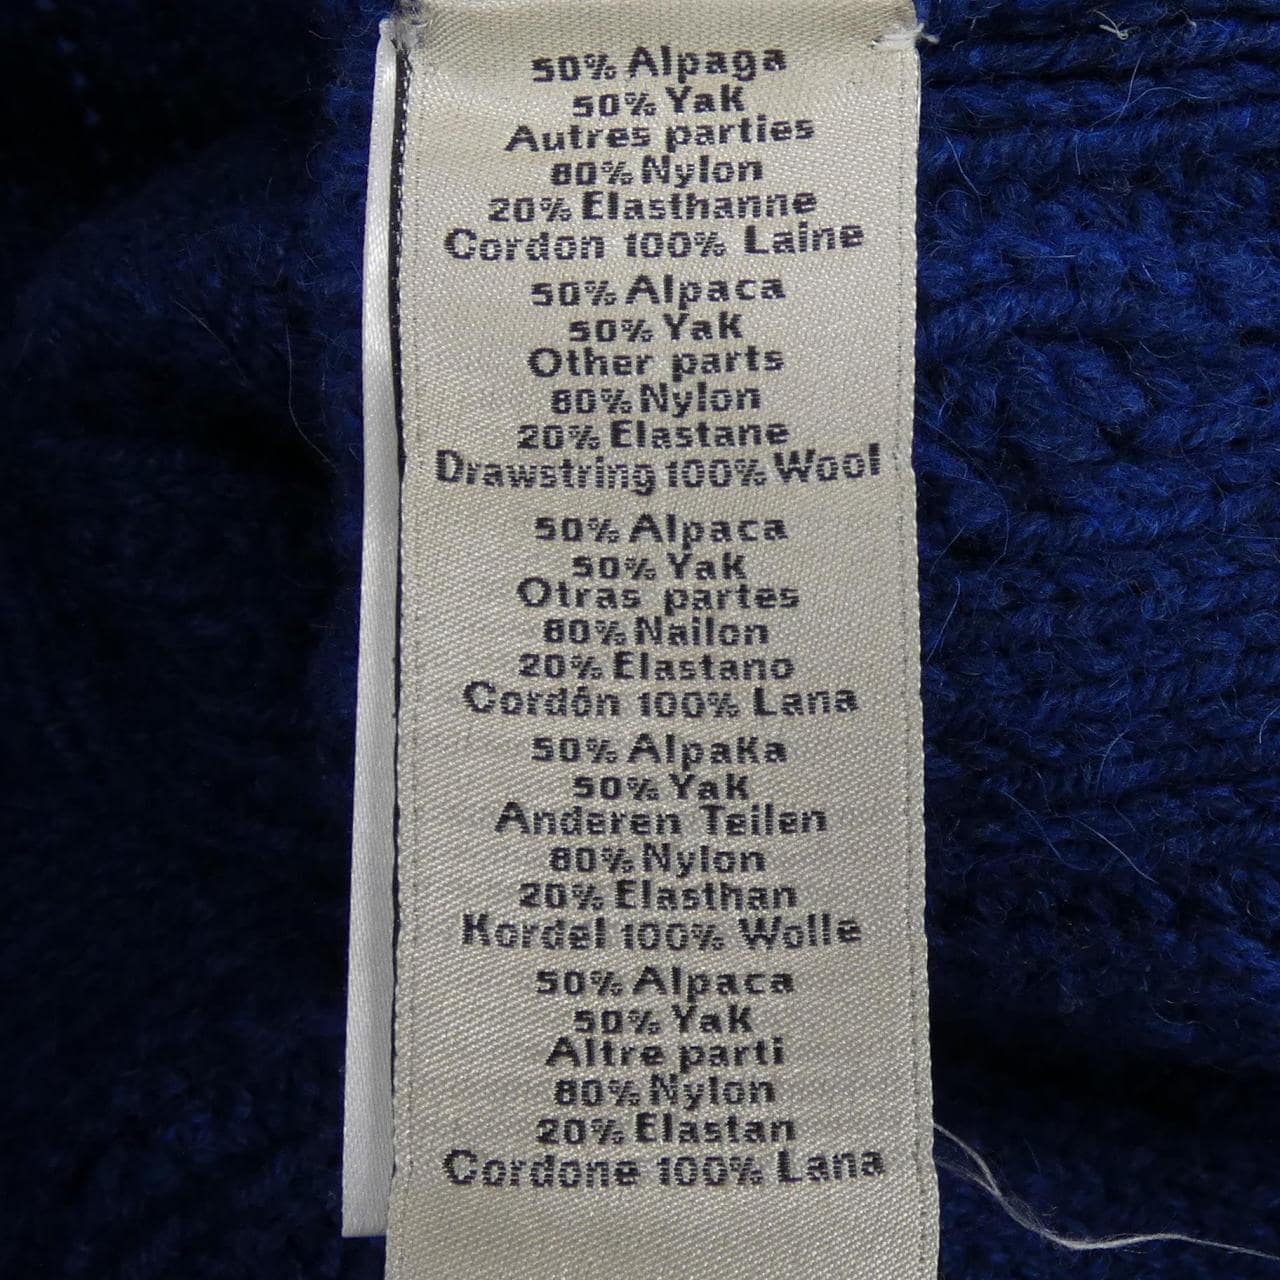 50% Alpaga
50% Yak
Autres parties
80% Nylon
20% Elasthanne
Cordon 100% Laine
50% Alpaca
50% Yak
Other parts
80% Nylon
20% Elastane
Drawstring 100% Wool
50% Alpaca
50% Yak
Otras partes
80% Nailon
20% Elastano
Cordón 100% Lana
50% Alpaka
50% Yak
Anderen Teilen
80% Nylon
20% Elasthan
Kordel 100% Wolle
50% Alpaca
50% Yak
Altre parti
80% Nylon
20% Elastan
Cordone 100% Lana